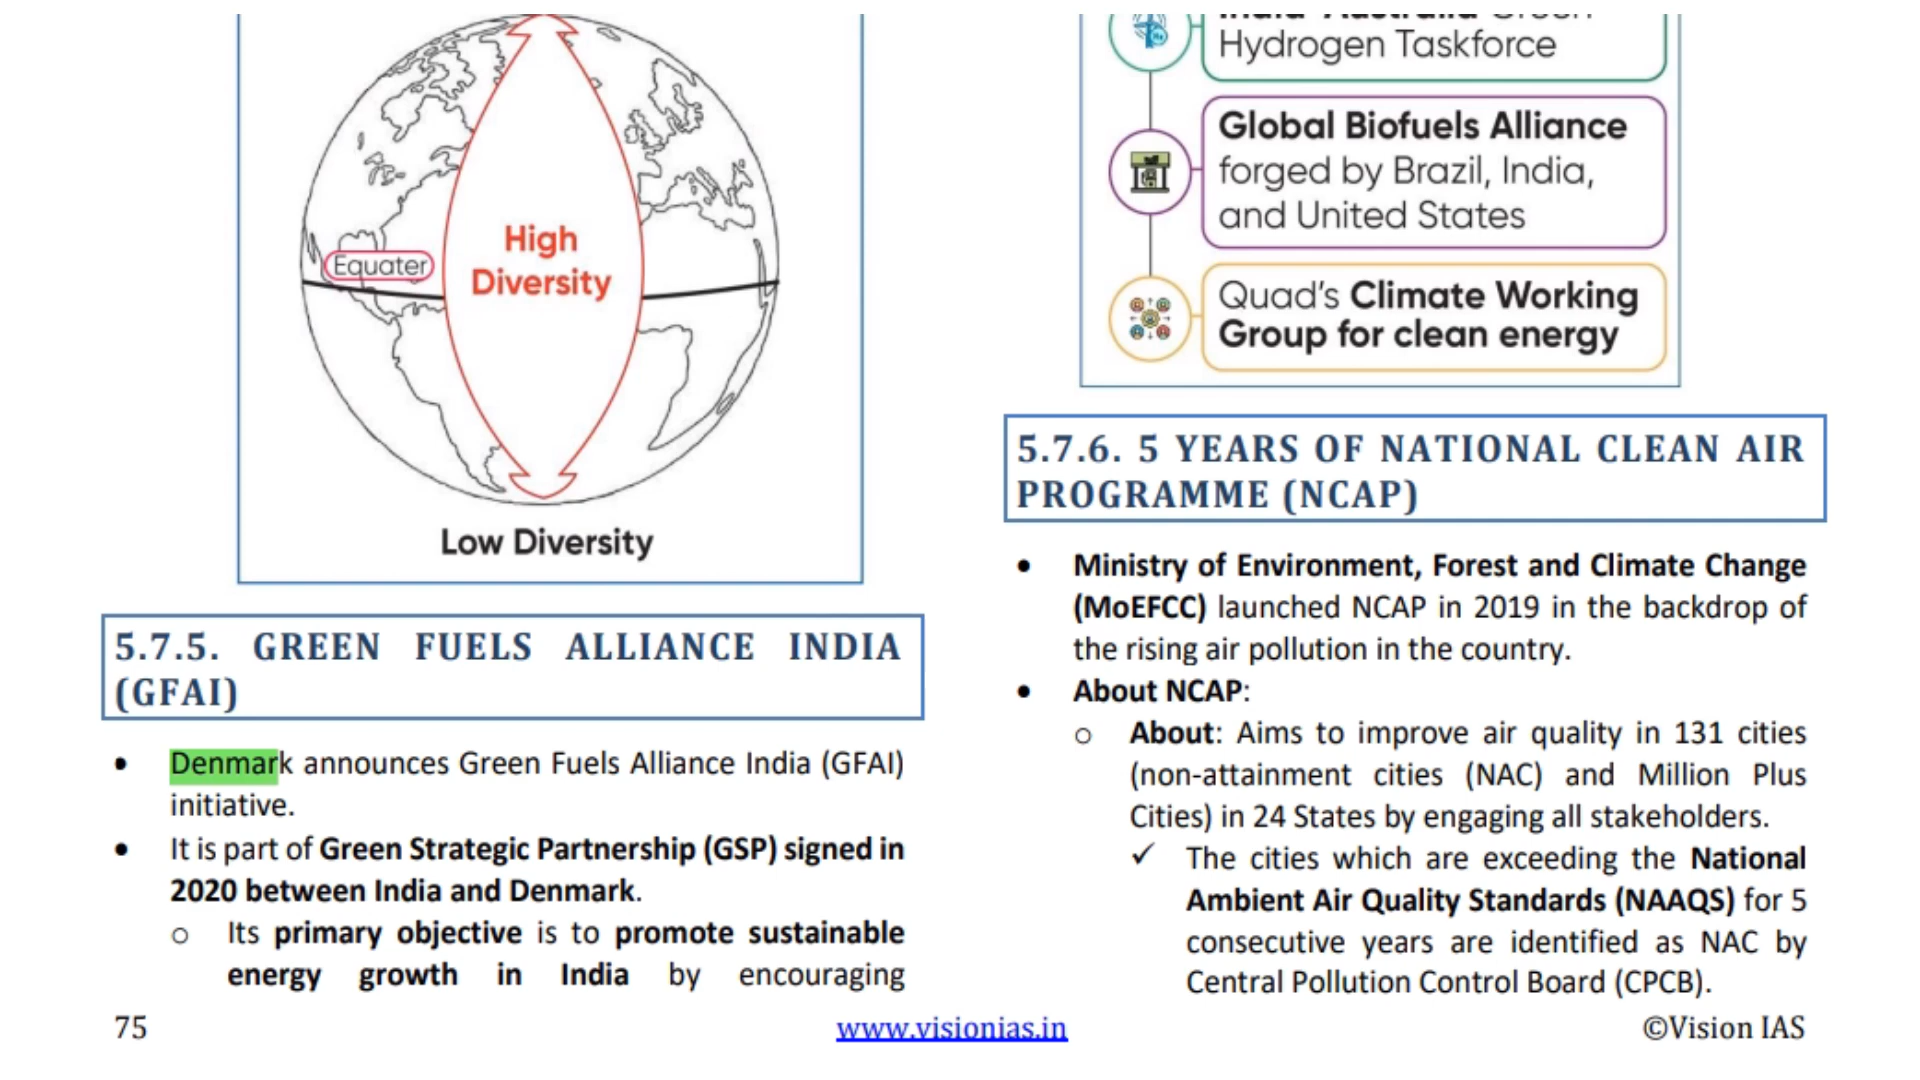 Equater
High
Diversity
Low Diversity
5.7.5. GREEN FUELS ALLIANCE INDIA
(GFAI)
• Denmark announces Green Fuels Alliance India (GFAI)
initiative.
• It is part of Green Strategic Partnership (GSP) signed in
2020 between India and Denmark.
o Its primary objective is to promote sustainable
energy growth in India by encouraging
India-Australia Green
Hydrogen Taskforce
Global Biofuels Alliance
forged by Brazil, India,
and United States
Quad's Climate Working
Group for clean energy
5.7.6. 5 YEARS OF NATIONAL CLEAN AIR
PROGRAMME (NCAP)
• Ministry of Environment, Forest and Climate Change
(MoEFCC) launched NCAP in 2019 in the backdrop of
the rising air pollution in the country.
• About NCAP:
o About: Aims to improve air quality in 131 cities
(non-attainment cities (NAC) and Million Plus
Cities) in 24 States by engaging all stakeholders.
✓ The cities which are exceeding the National
Ambient Air Quality Standards (NAAQS) for 5
consecutive years are identified as NAC by
Central Pollution Control Board (CPCB).
75
www.visionias.in
©Vision IAS